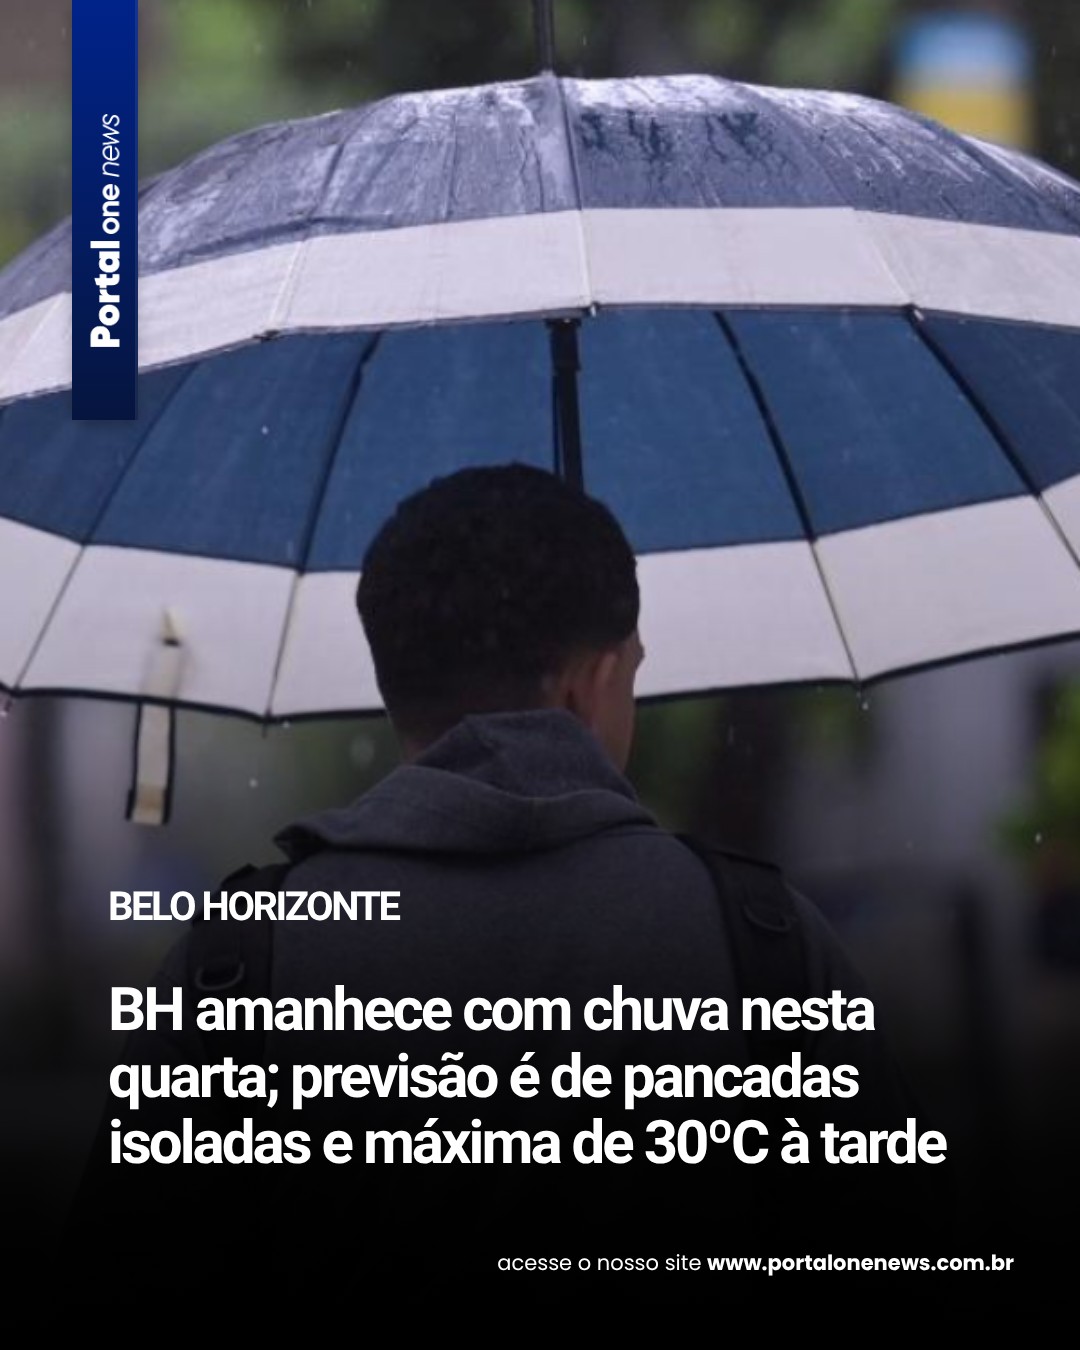 Portal one news
BELO HORIZONTE
BH amanhece com chuva nesta
quarta; previsão é de pancadas
isoladas e máxima de 30ºC à tarde
acesse o nosso site www.portalonenews.com.br